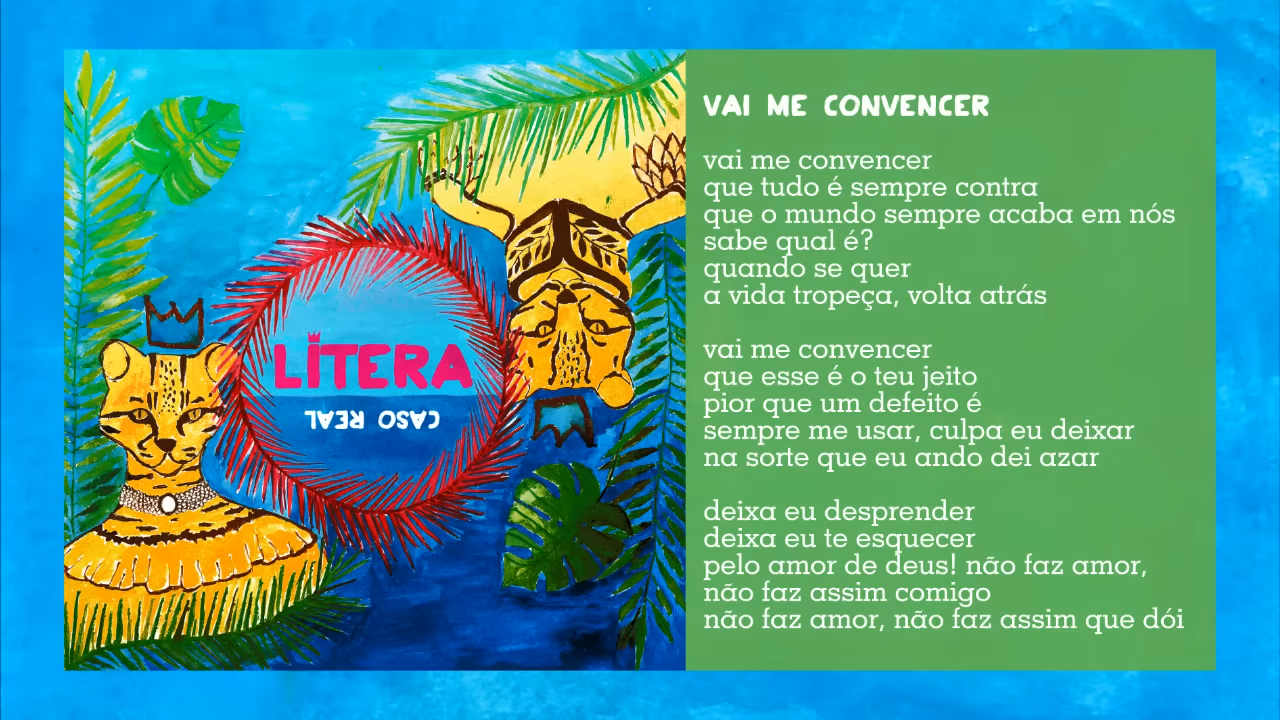 LITERA
CASO REAL
VAI ME CONVENCER
vai me convencer
que tudo é sempre contra
que o mundo sempre acaba em nós
sabe qual é?
quando se quer
a vida tropeça, volta atrás
vai me convencer
que esse é o teu jeito
pior que um defeito é
sempre me usar, culpa eu deixar
na sorte que eu ando dei azar
deixa eu desprender
deixa eu te esquecer
pelo amor de deus! não faz amor,
não faz assim comigo
não faz amor, não faz assim que dói